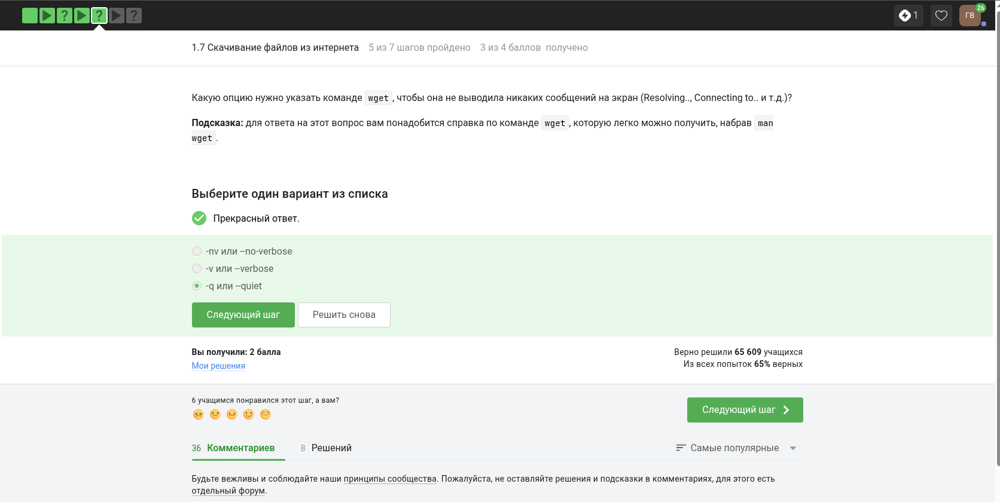 ? ? ?
1
ГВ
26
1.7 Скачивание файлов из интернета 5 из 7 шагов пройдено 3 из 4 баллов получено
Какую опцию нужно указать команде wget, чтобы она не выводила никаких сообщений на экран (Resolving.., Connecting to.. и т.д.)?
Подсказка: для ответа на этот вопрос вам понадобится справка по команде wget, которую легко можно получить, набрав man
wget.
Выберите один вариант из списка
Прекрасный ответ.
-nv или --no-verbose
-v или --verbose
-q или --quiet
Следующий шаг Решить снова
Вы получили: 2 балла Верно решили 65 609 учащихся
Мои решения Из всех попыток 65% верных
6 учащимся понравился этот шаг, а вам?
Следующий шаг
36 Комментариев 8 Решений Самые популярные
Будьте вежливы и соблюдайте наши принципы сообщества. Пожалуйста, не оставляйте решения и подсказки в комментариях, для этого есть
отдельный форум.